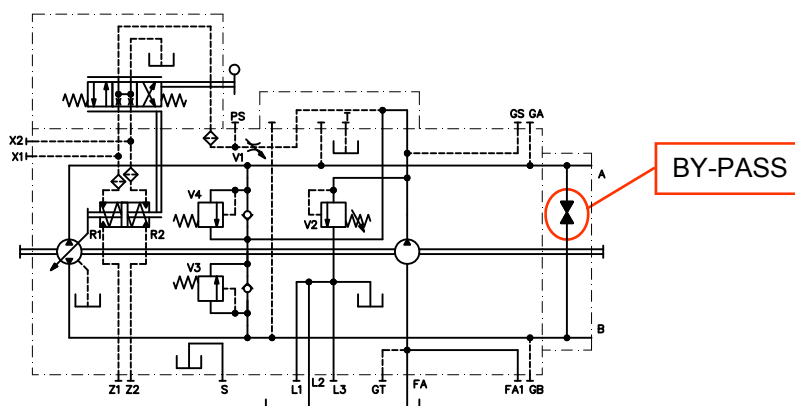 PS
T
GS GA
X2
X1
V1
BY-PASS
A
V4
V2
R1 R2
V3
B
Z1 Z2 S L1 L2 L3 GT FA FA1 GB